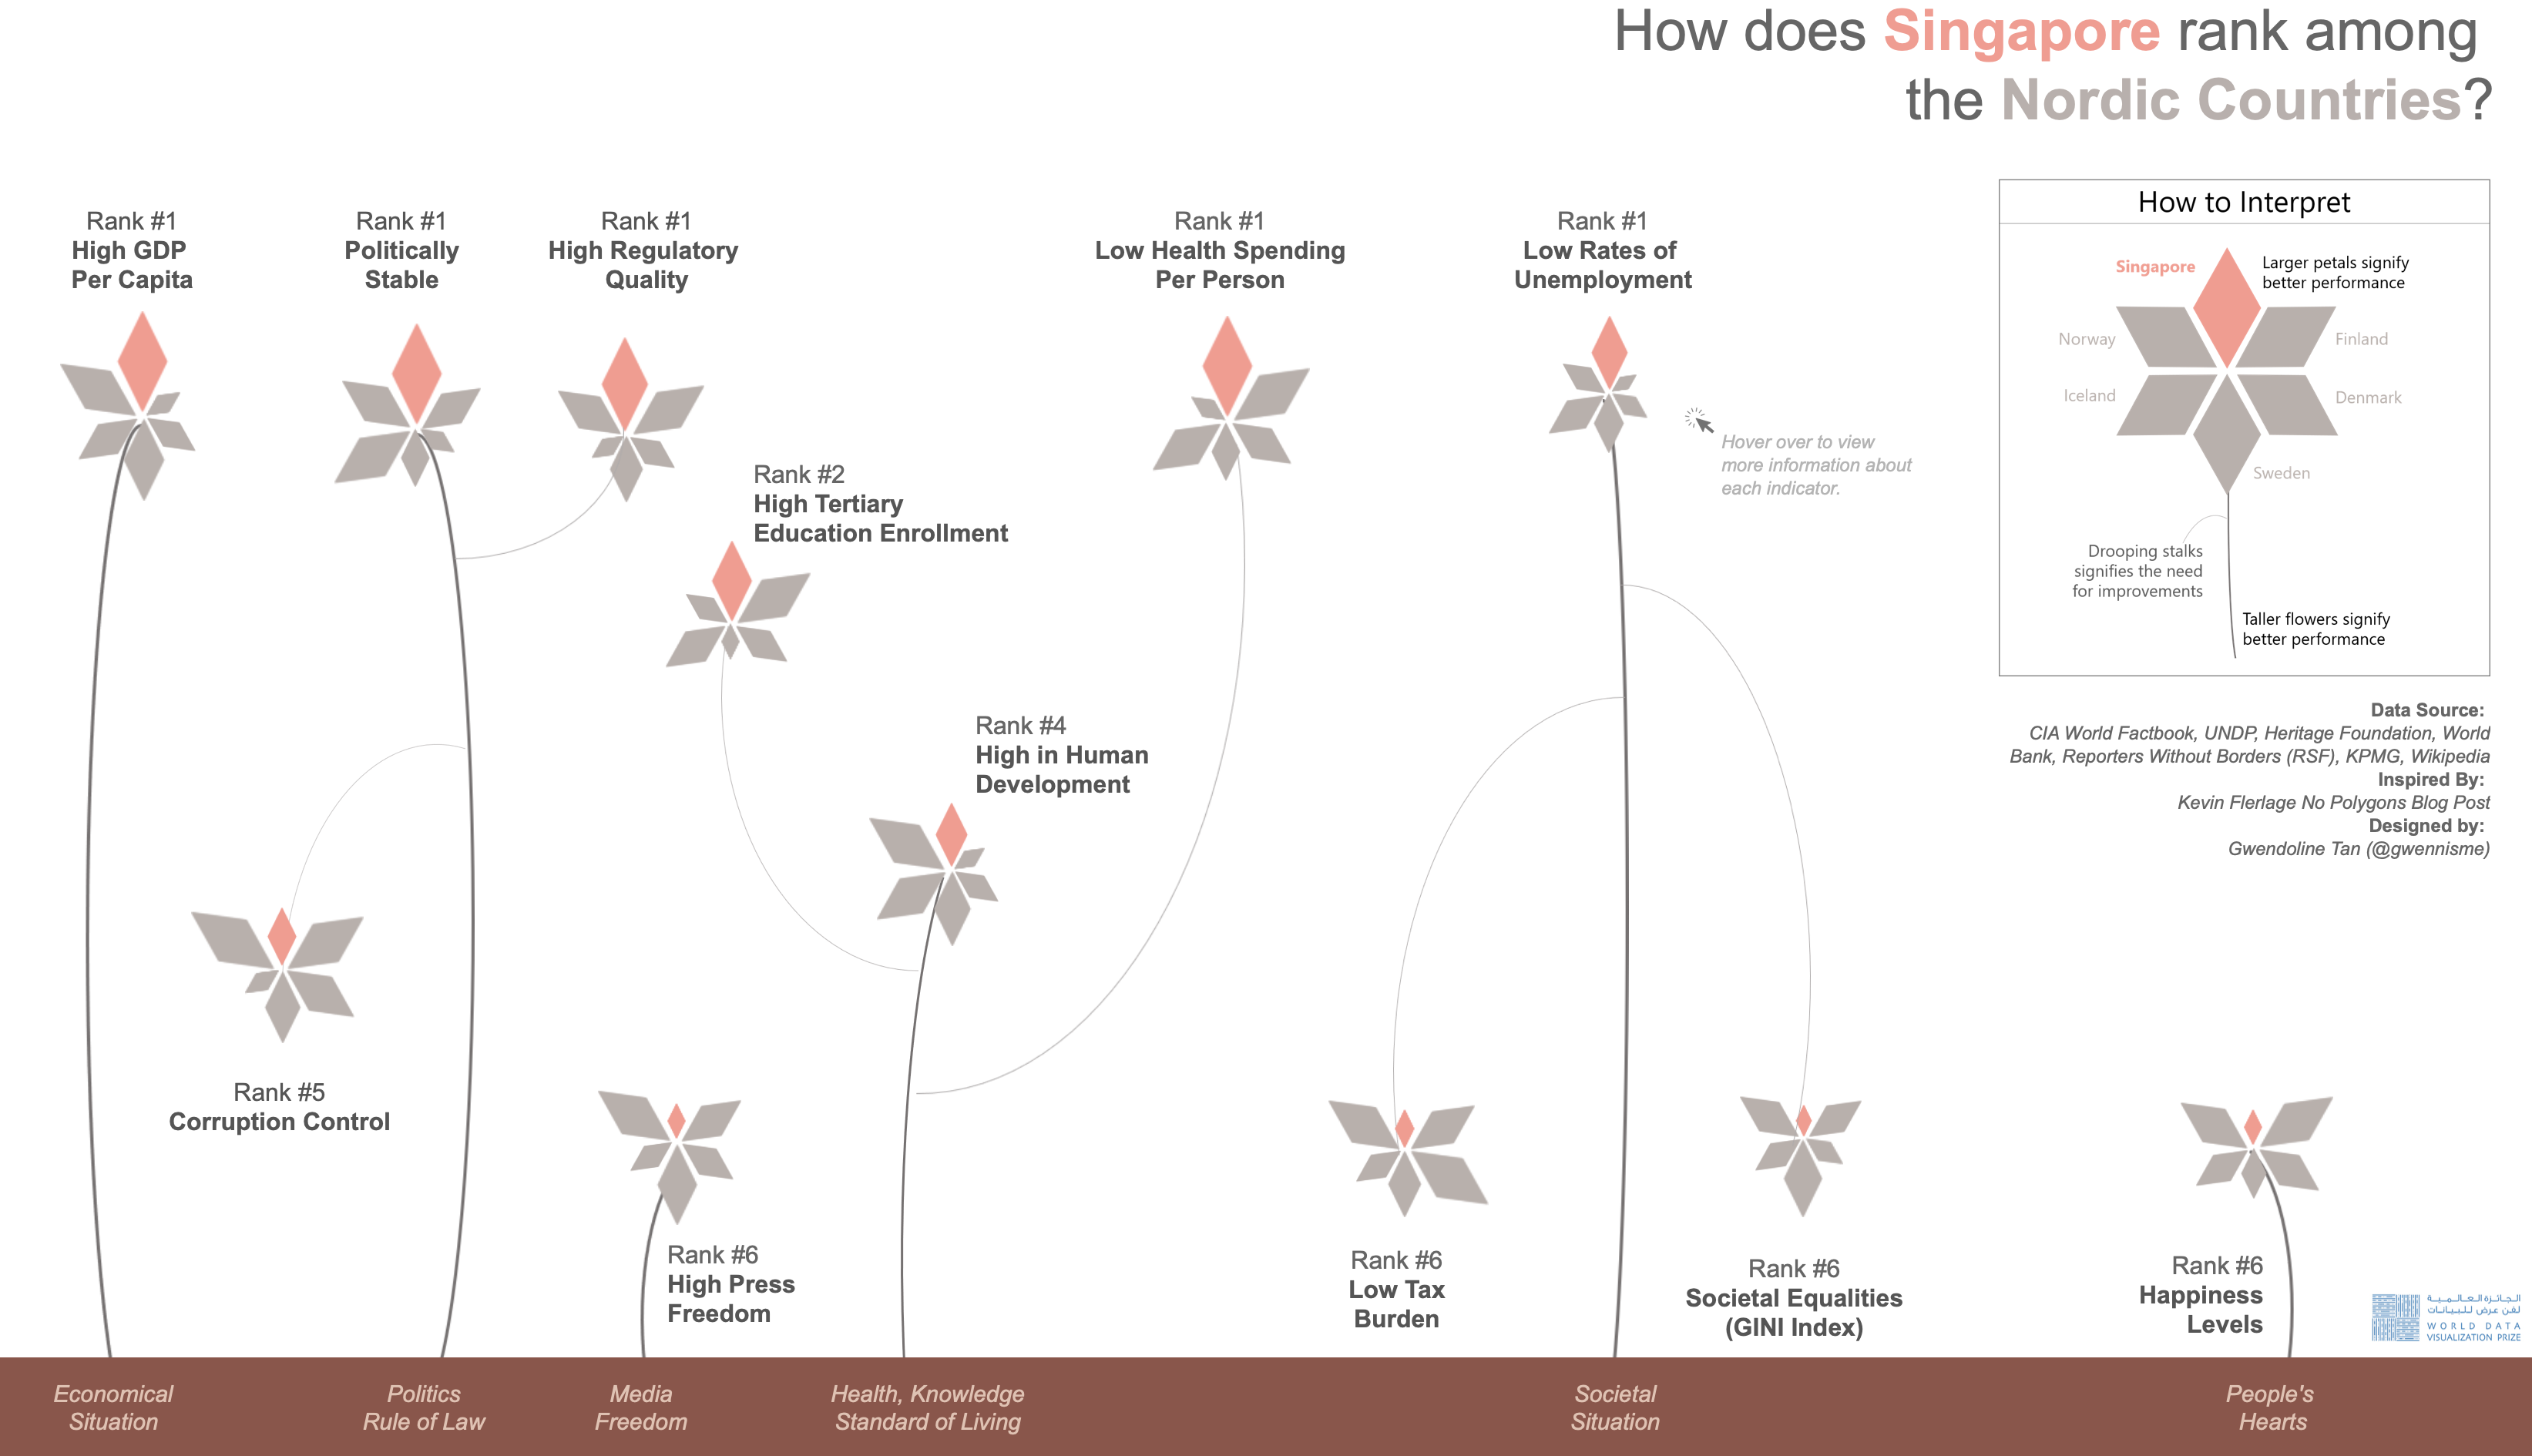 How does Singapore rank among
the Nordic Countries?
Rank #1
High GDP
Per Capita
Rank #1
Politically
Stable
Rank #1
High Regulatory
Quality
Rank #1
Low Health Spending
Per Person
Rank #1
Low Rates of
Unemployment
Hover over to view
more information about
each indicator.
Rank #2
High Tertiary
Education Enrollment
Rank #4
High in Human
Development
Rank #5
Corruption Control
Rank #6
High Press
Freedom
Rank #6
Low Tax
Burden
Rank #6
Societal Equalities
(GINI Index)
Rank #6
Happiness
Levels
How to Interpret
Singapore
Larger petals signify
better performance
Norway
Finland
Iceland
Denmark
Sweden
Drooping stalks
signifies the need
for improvements
Taller flowers signify
better performance
Data Source:
CIA World Factbook, UNDP, Heritage Foundation, World
Bank, Reporters Without Borders (RSF), KPMG, Wikipedia
Inspired By:
Kevin Flerlage No Polygons Blog Post
Designed by:
Gwendoline Tan (@gwennisme)
الجائزة العالمية
لفن عرض للبيانات
WORLD DATA
VISUALIZATION PRIZE
Economical
Situation
Politics
Rule of Law
Media
Freedom
Health, Knowledge
Standard of Living
Societal
Situation
People's
Hearts